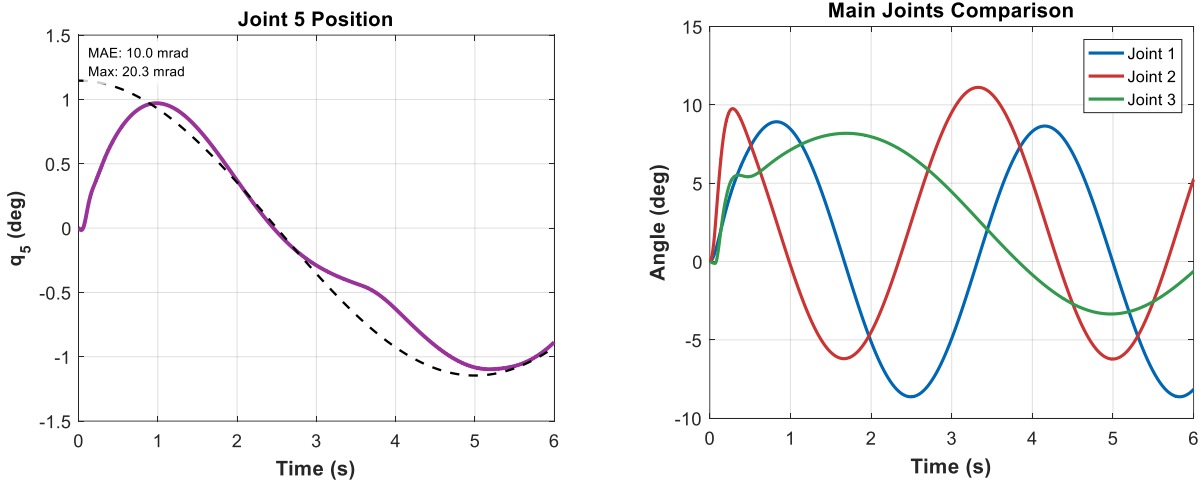 Joint 5 Position
MAE: 10.0 mrad
Max: 20.3 mrad
1.5
1
0.5
0
-0.5
-1
-1.5
q5 (deg)
0 1 2 3 4 5 6
Time (s)
Main Joints Comparison
Joint 1
Joint 2
Joint 3
15
10
5
0
-5
-10
Angle (deg)
0 1 2 3 4 5 6
Time (s)